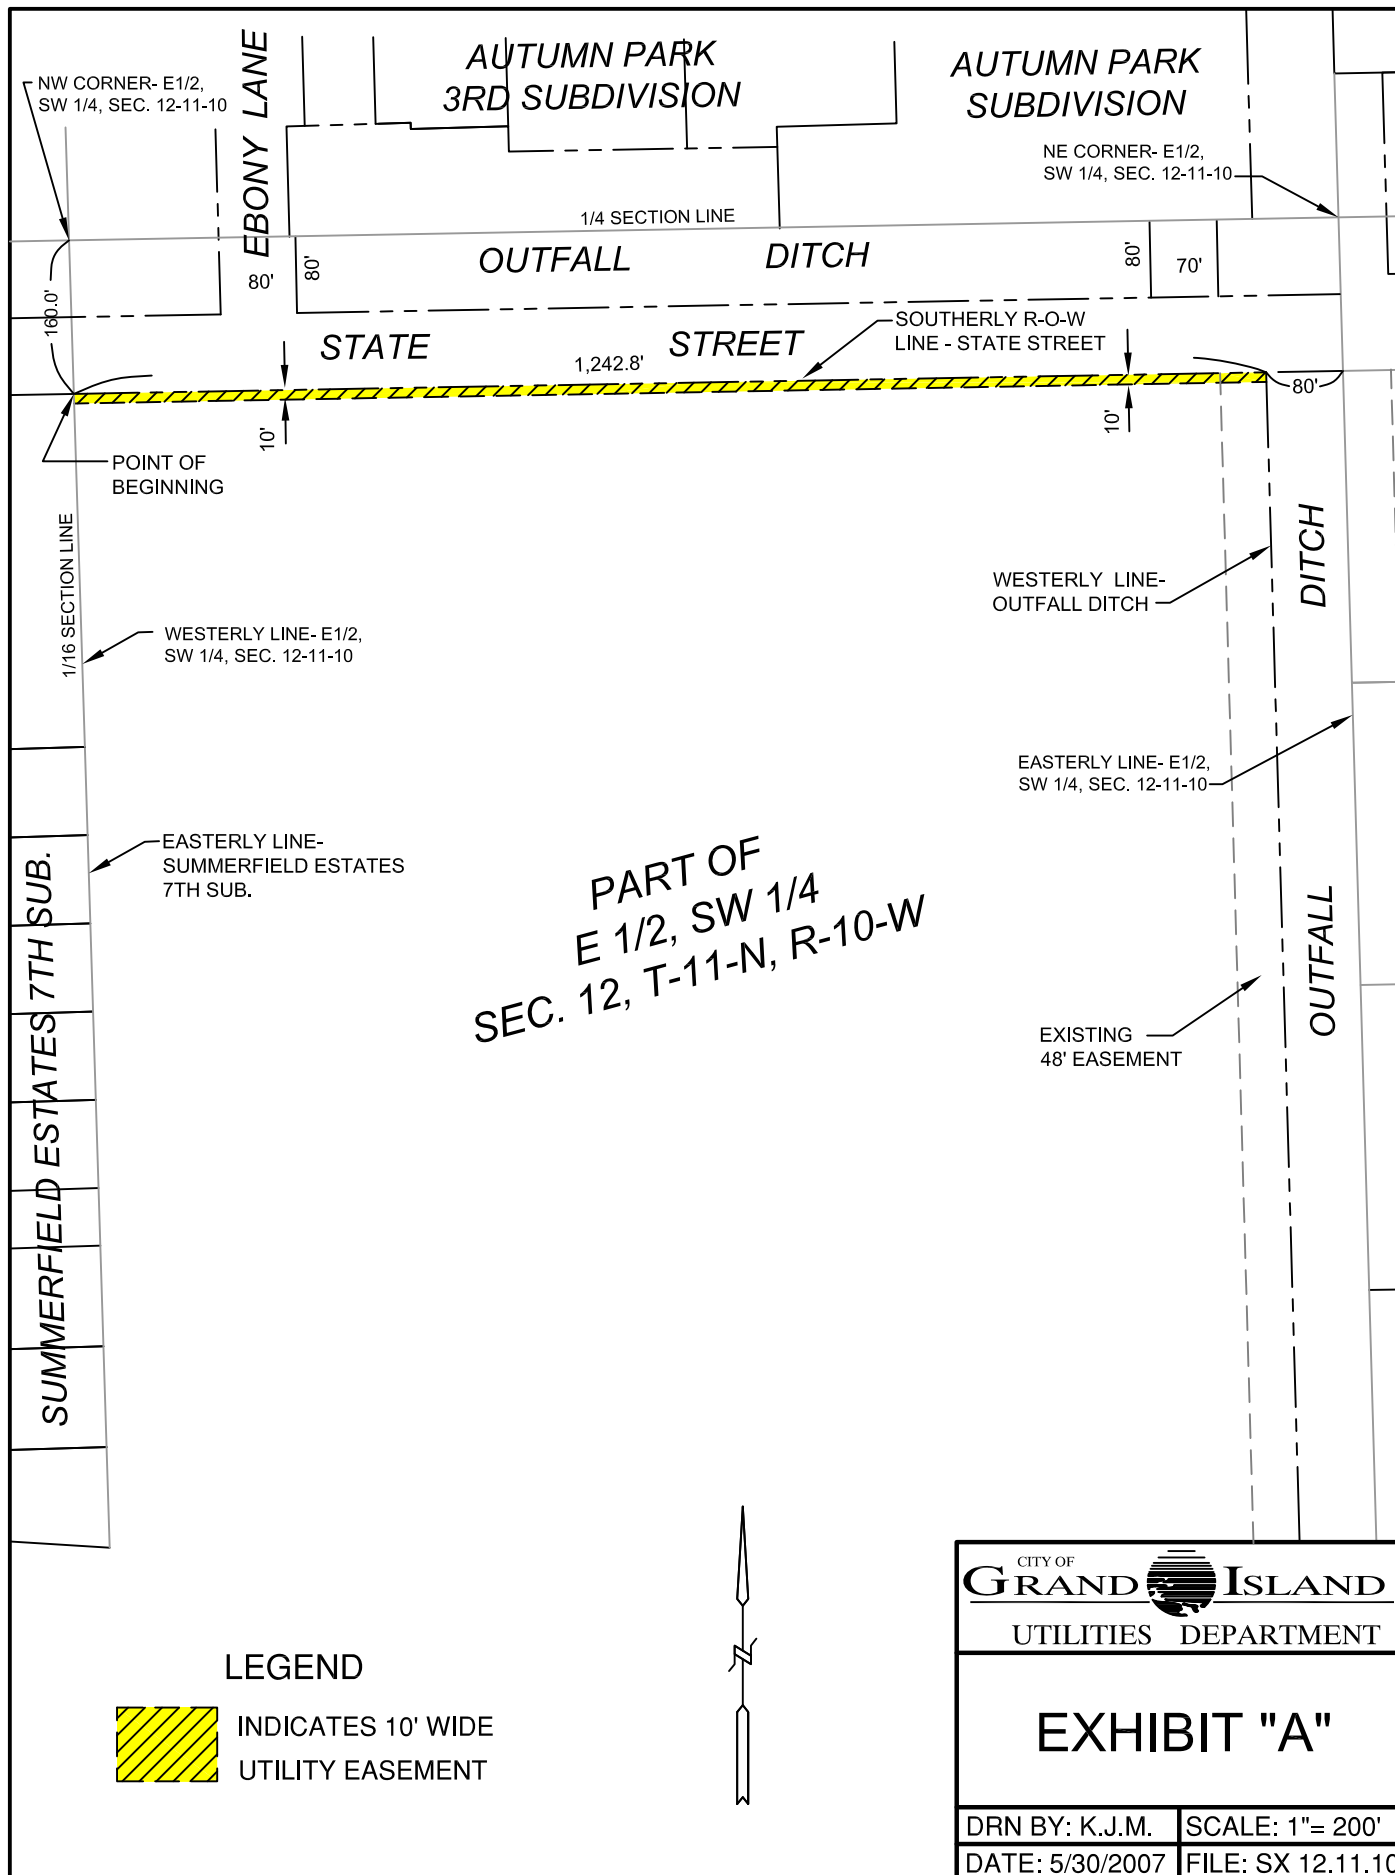 NW CORNER- E1/2,
SW 1/4, SEC. 12-11-10
EBONY LANE
AUTUMN PARK
3RD SUBDIVISION
AUTUMN PARK
SUBDIVISION
NE CORNER- E1/2,
SW 1/4, SEC. 12-11-10
1/4 SECTION LINE
OUTFALL DITCH
80'
80'
80'
70'
160.0'
STATE STREET
SOUTHERLY R-O-W
LINE - STATE STREET
1,242.8'
80'
10'
10'
POINT OF
BEGINNING
1/16 SECTION LINE
WESTERLY LINE-
OUTFALL DITCH
DITCH
WESTERLY LINE- E1/2,
SW 1/4, SEC. 12-11-10
EASTERLY LINE- E1/2,
SW 1/4, SEC. 12-11-10
EASTERLY LINE-
SUMMERFIELD ESTATES
7TH SUB.
SUMMERFIELD ESTATES 7TH SUB.
PART OF
E 1/2, SW 1/4
SEC. 12, T-11-N, R-10-W
OUTFALL
EXISTING
48' EASEMENT
LEGEND
INDICATES 10' WIDE
UTILITY EASEMENT
CITY OF
GRAND ISLAND
UTILITIES DEPARTMENT
EXHIBIT "A"
DRN BY: K.J.M.
SCALE: 1"= 200'
DATE: 5/30/2007
FILE: SX 12.11.10